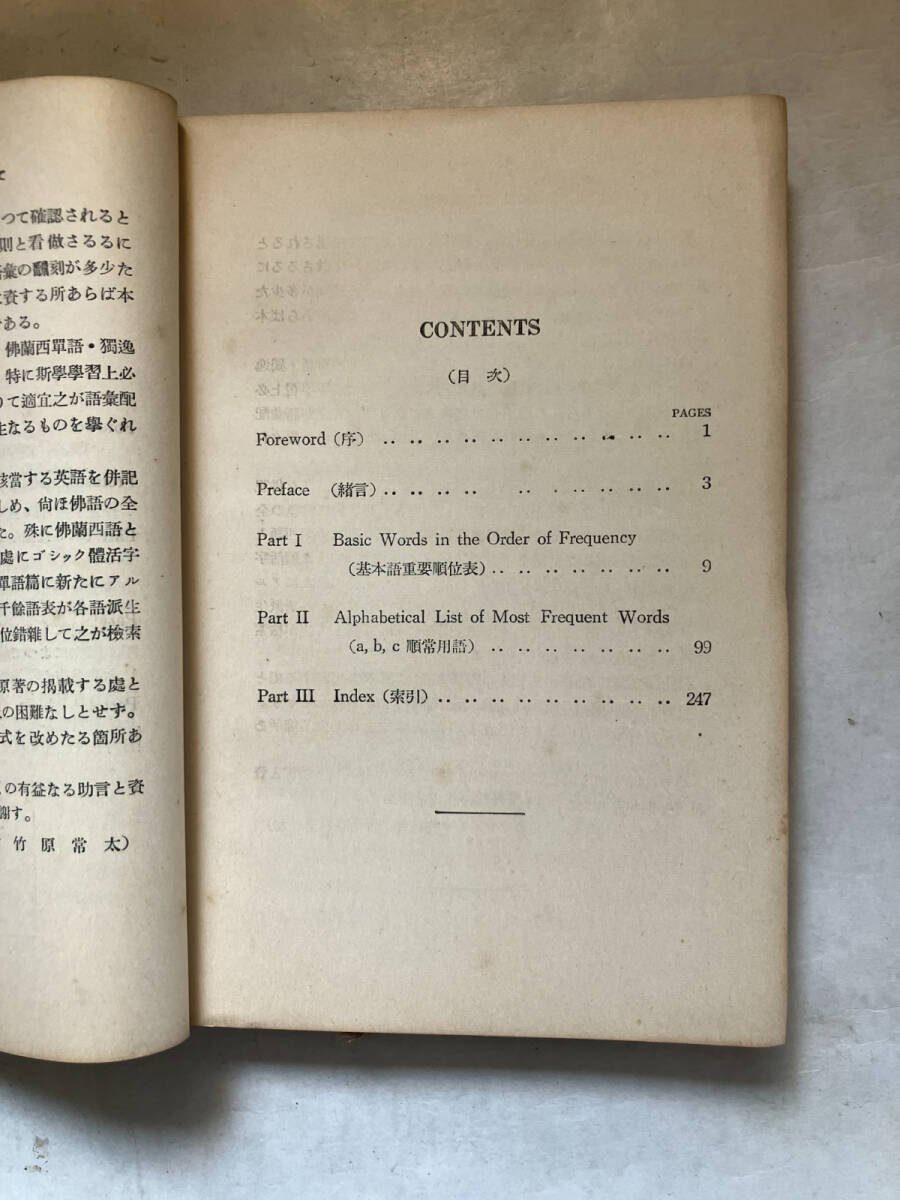 て
つて確認されると
則と看做さるるに
彙の飜刻が多少た
資する所あらば本
ある。
佛蘭西單語・獨逸
特に斯學學習上必
りて適宜之が語彙配
なるものを擧ぐれ
該當する英語を併記
しめ、尙ほ佛語の全
た。殊に佛蘭西語と
處にゴシック體活字
單語篇に新たにアル
千餘語表が各語派生
位錯雜して之が檢索
原著の揭載する處と
の困難なしとせず。
式を改めたる箇所あ
の有益なる助言と資
謝す。
竹原常太)
CONTENTS
(目次)
PAGES
Foreword (序) .. .. .. .. .. .. .. .. .. .. .. 1
Preface (緖言) .. .. .. .. .. .. .. .. .. .. 3
Part I Basic Words in the Order of Frequency
(基本語重要順位表) .. .. .. .. .. .. .. 9
Part II Alphabetical List of Most Frequent Words
(a, b, c 順常用語) .. .. .. .. .. .. .. 99
Part III Index (索引) .. .. .. .. .. .. .. .. .. 247